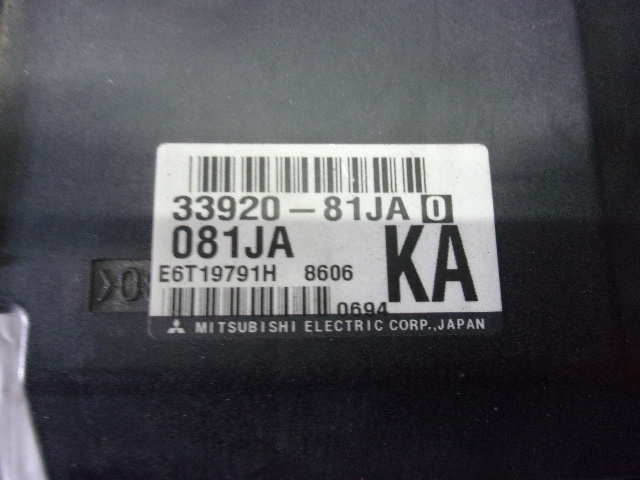 33920-81JA 0
081JA
KA
E6T19791H 8606
0694
MITSUBISHI ELECTRIC CORP., JAPAN